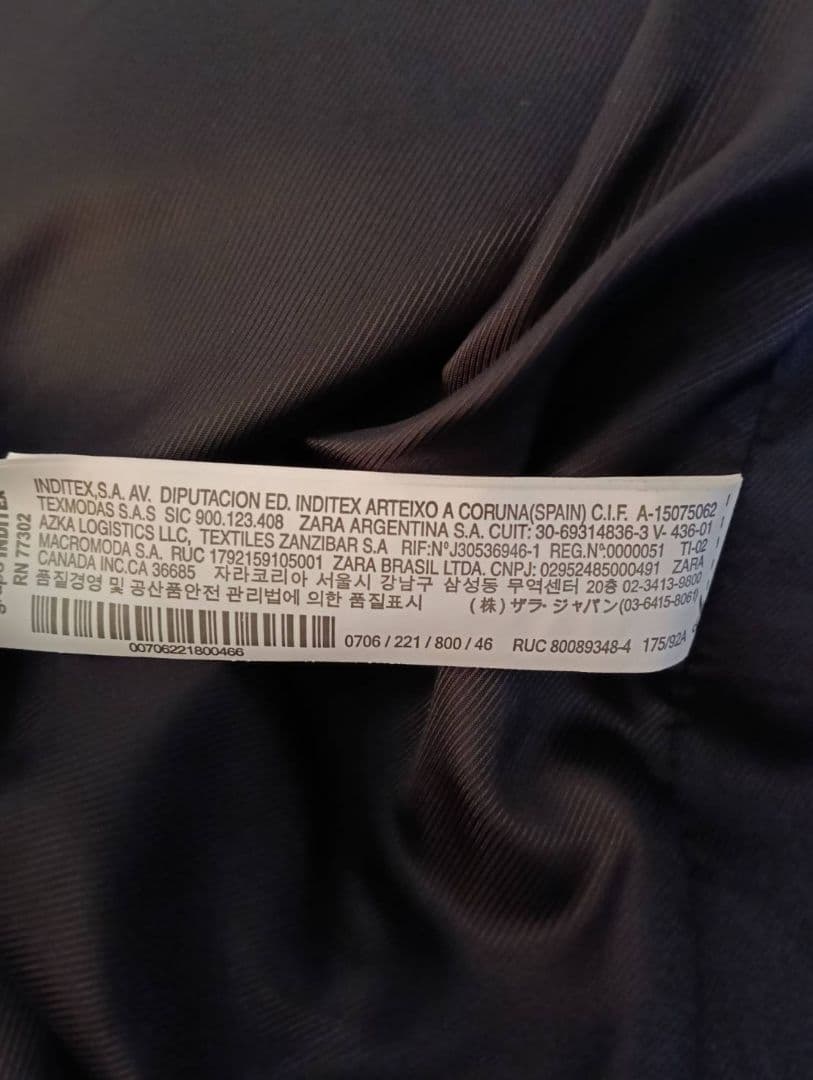 INDITEX
RN 77302
INDITEX,S.A. AV. DIPUTACION ED. INDITEX ARTEIXO A CORUNA(SPAIN) C.I.F. A-15075062
TEXMODAS S.A.S SIC 900.123.408 ZARA ARGENTINA S.A. CUIT: 30-69314836-3 V- 436-01
AZKA LOGISTICS LLC, TEXTILES ZANZIBAR S.A RIF:NºJ30536946-1 REG.Nº:0000051 TI-02
MACROMODA S.A. RUC 1792159105001 ZARA BRASIL LTDA. CNPJ: 02952485000491 ZARA
CANADA INC.CA 36685 자라코리아 서울시 강남구 삼성동 무역센터 20층 02-3413-9800
품질경영 및 공산품안전 관리법에 의한 품질표시 (株) ザラ・ジャパン(03-6415-8061)
00706221800466
0706 / 221 / 800 / 46 RUC 80089348-4 175/92A